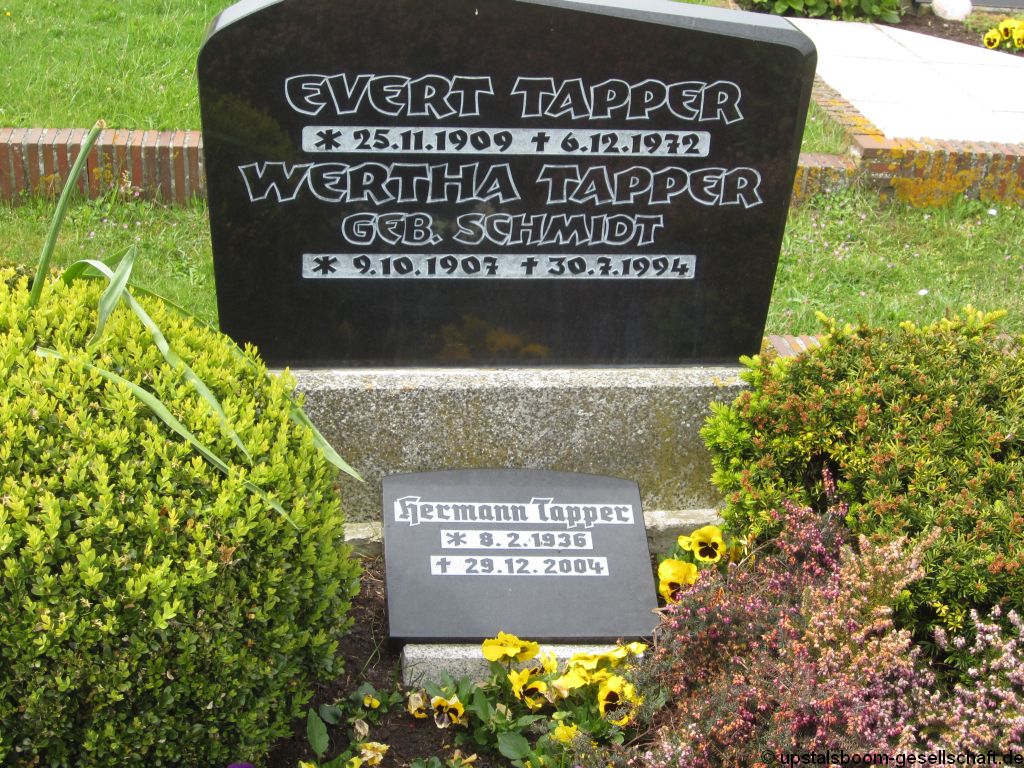 EVERT TAPPER
* 25.11.1909 † 6.12.1972
WERTHA TAPPER
GEB. SCHMIDT
* 9.10.1907 † 30.7.1994
Hermann Tapper
* 8.2.1936
† 29.12.2004
© upstalsboom-gesellschaft.de